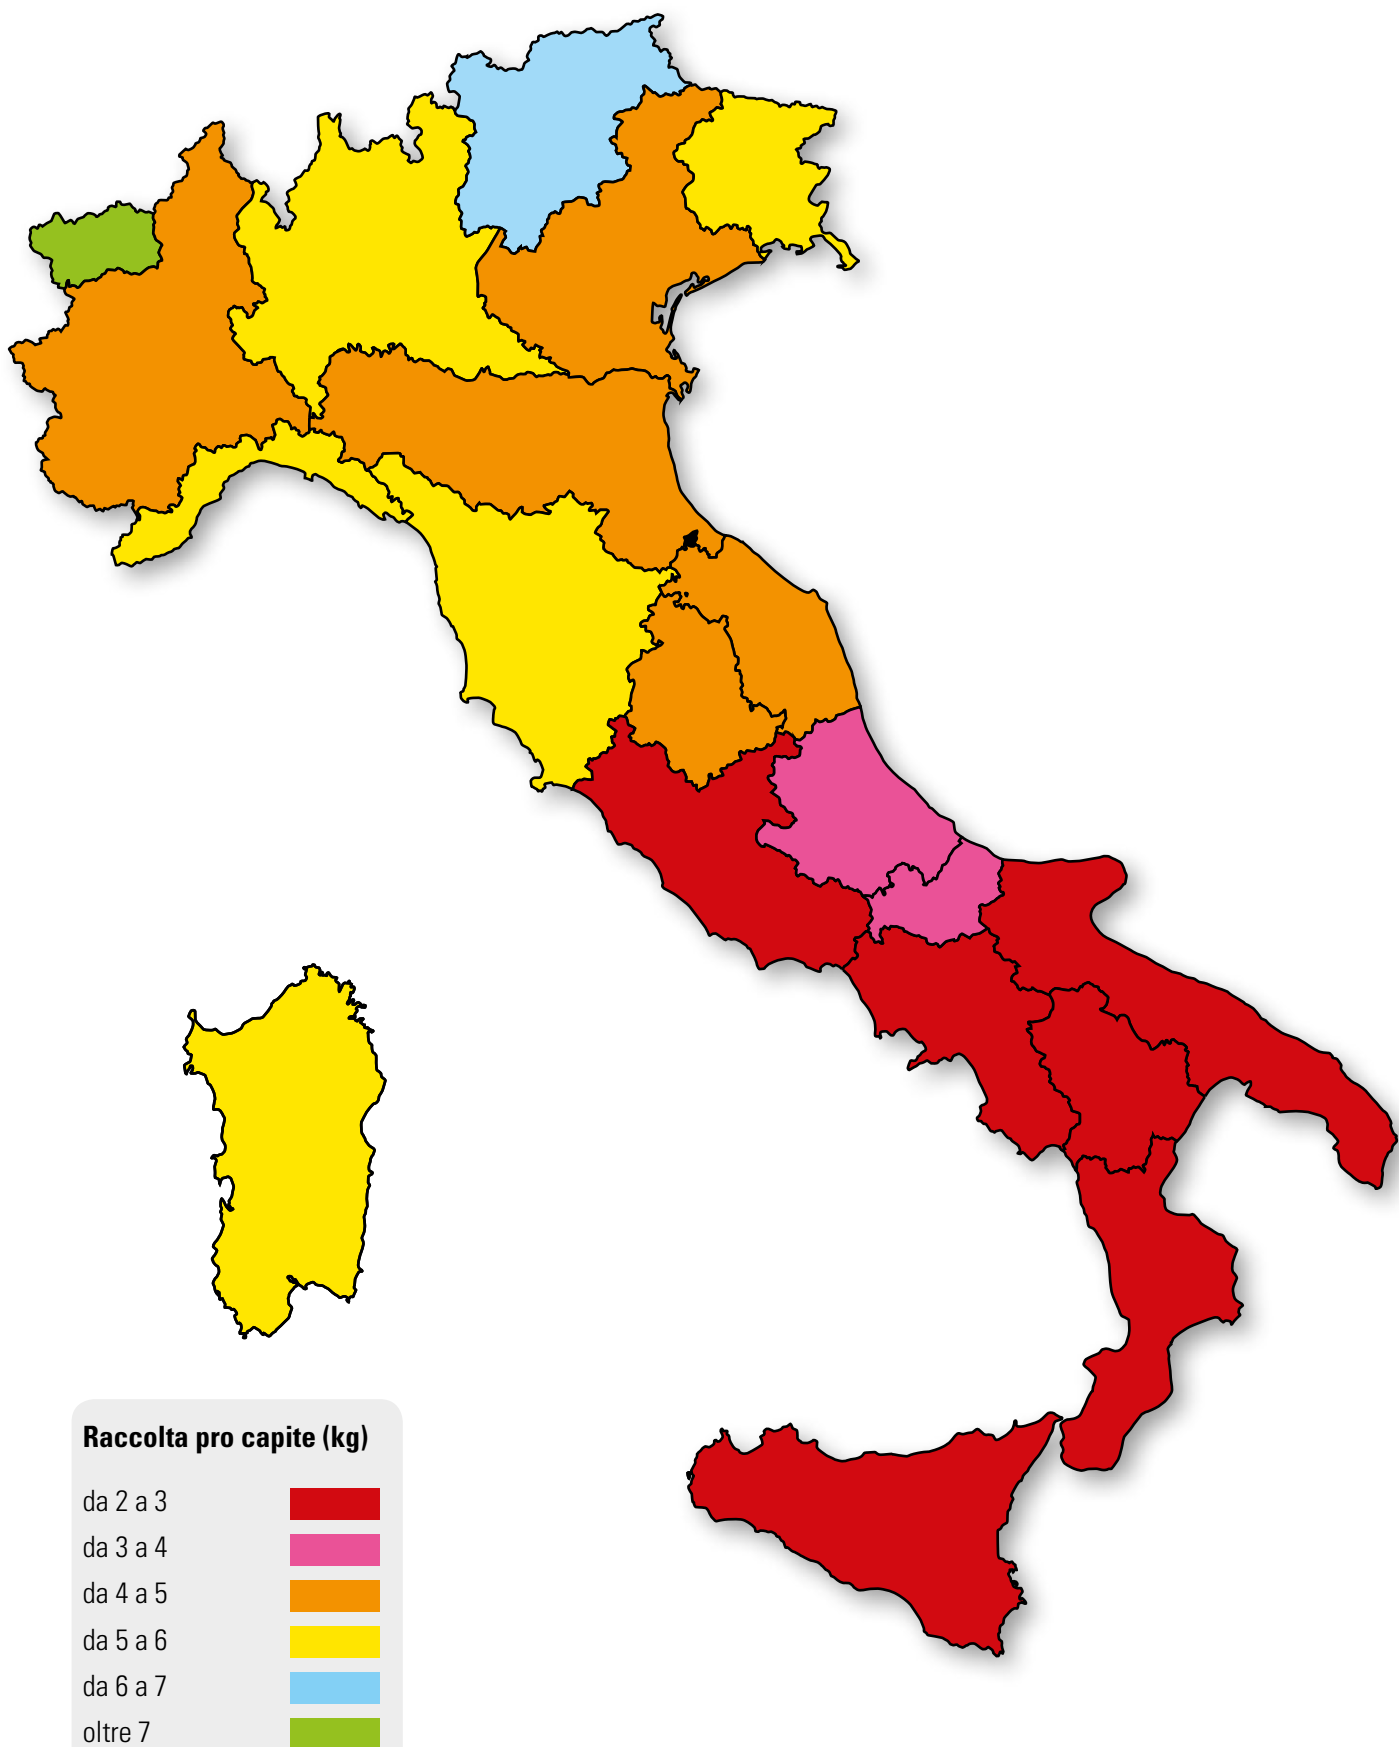 Raccolta pro capite (kg)
da 2 a 3
da 3 a 4
da 4 a 5
da 5 a 6
da 6 a 7
oltre 7